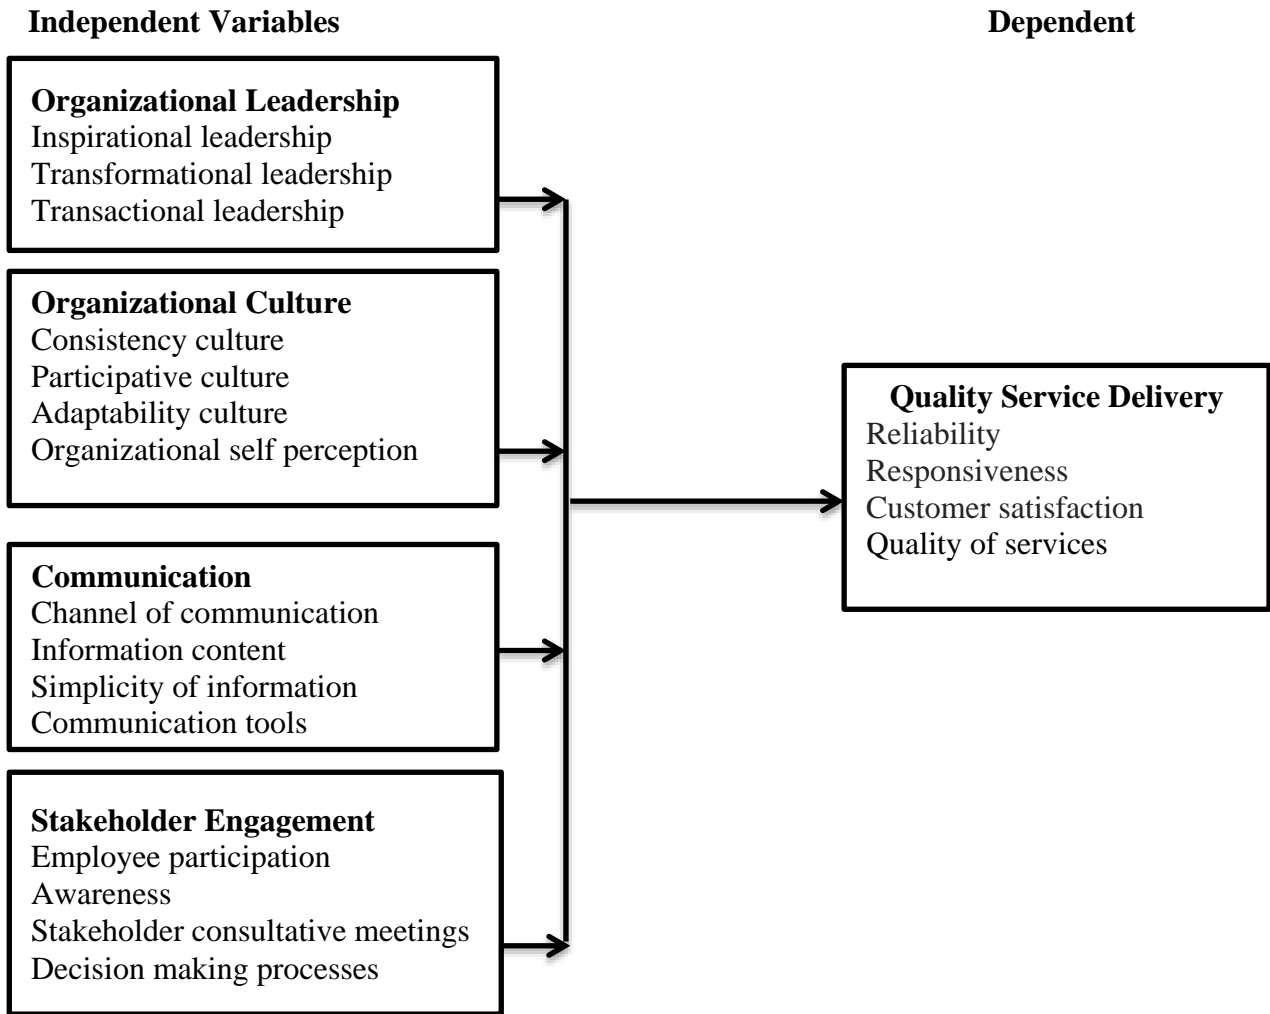 Independent Variables
Dependent
Organizational Leadership
Inspirational leadership
Transformational leadership
Transactional leadership
Organizational Culture
Consistency culture
Participative culture
Adaptability culture
Organizational self perception
Communication
Channel of communication
Information content
Simplicity of information
Communication tools
Stakeholder Engagement
Employee participation
Awareness
Stakeholder consultative meetings
Decision making processes
Quality Service Delivery
Reliability
Responsiveness
Customer satisfaction
Quality of services